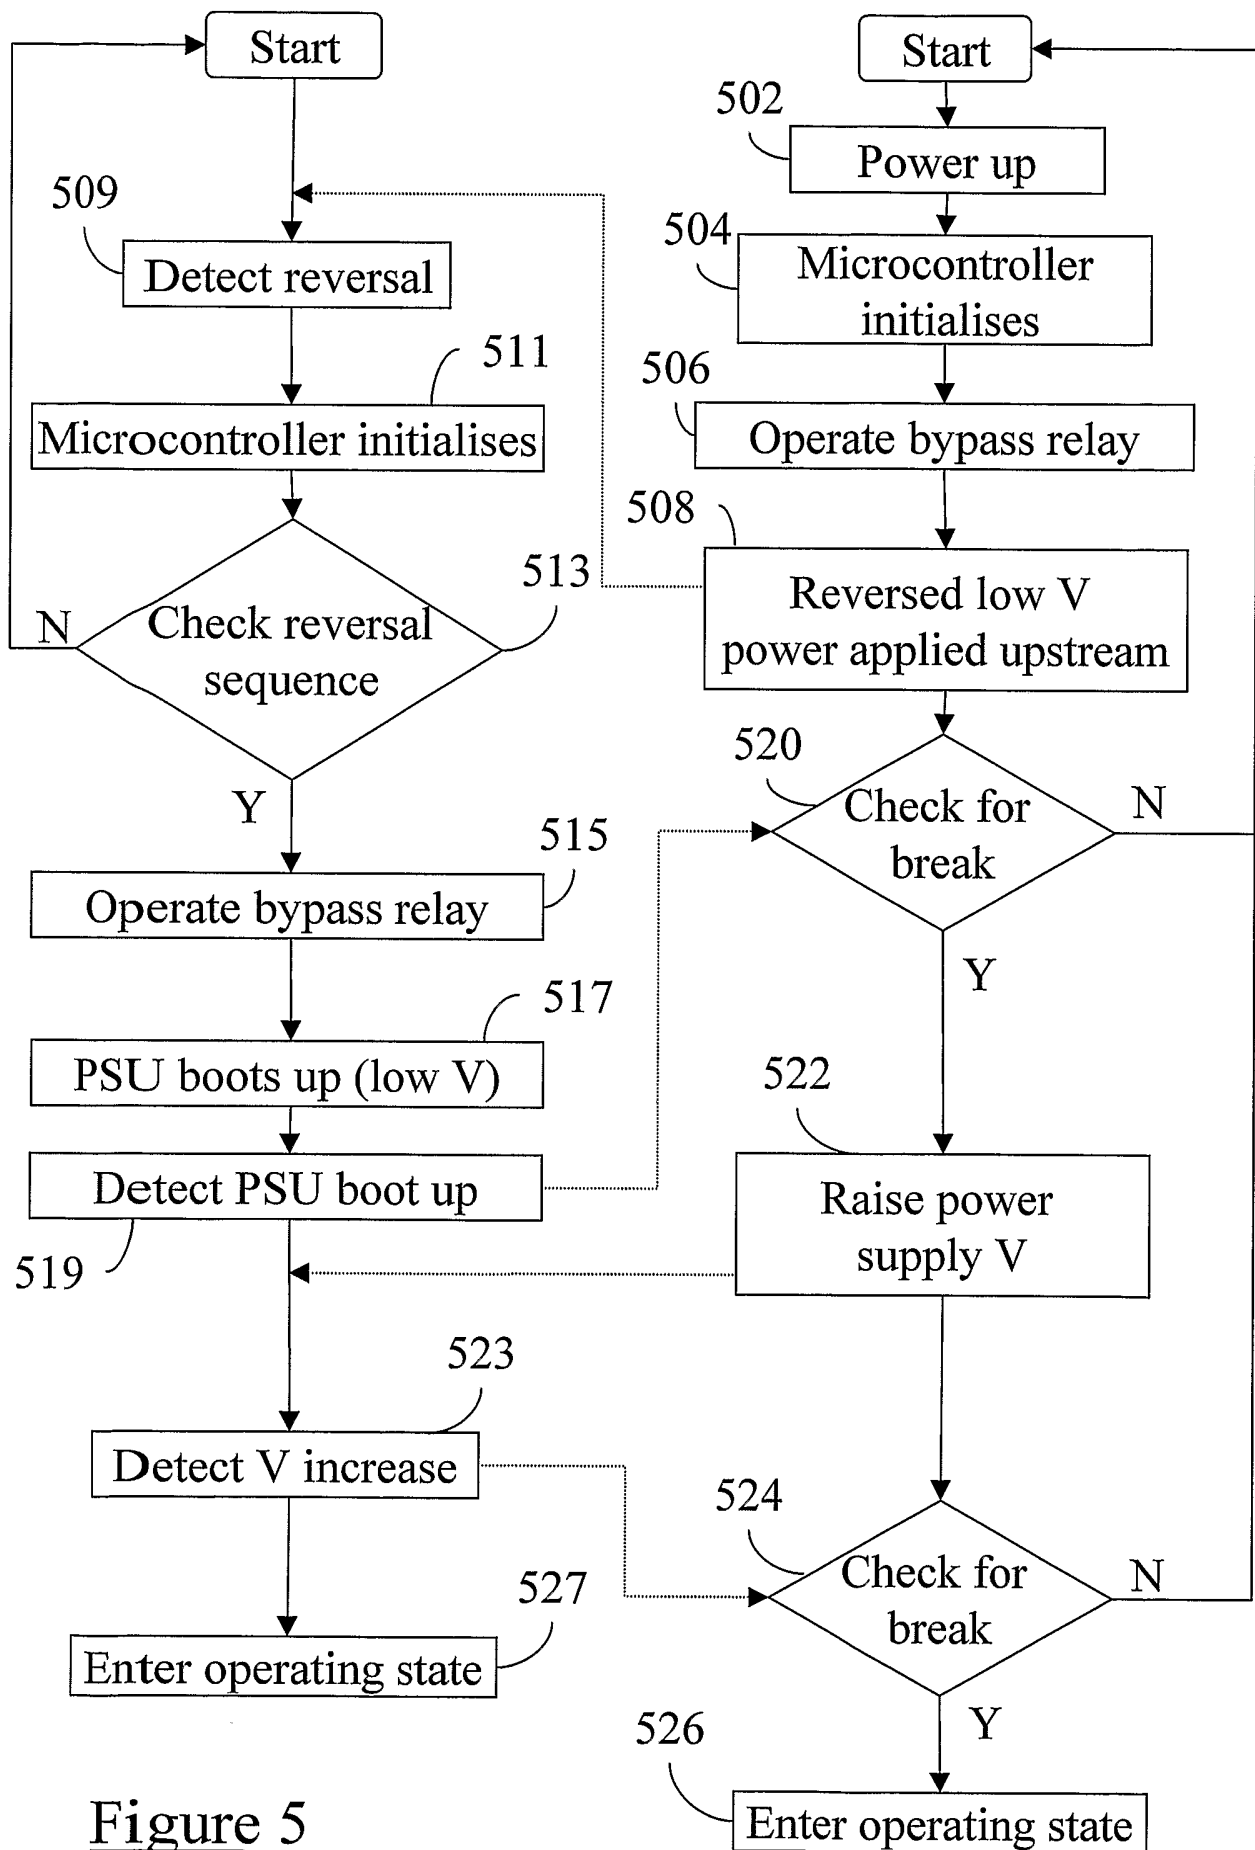 Start
509
Detect reversal
511
Microcontroller initialises
513
Check reversal
sequence
N
Y
515
Operate bypass relay
517
PSU boots up (low V)
Detect PSU boot up
519
523
Detect V increase
527
Enter operating state
Start
502
Power up
504
Microcontroller
initialises
506
Operate bypass relay
508
Reversed low V
power applied upstream
520
Check for
break
N
Y
522
Raise power
supply V
524
Check for
break
N
Y
526
Enter operating state
Figure 5